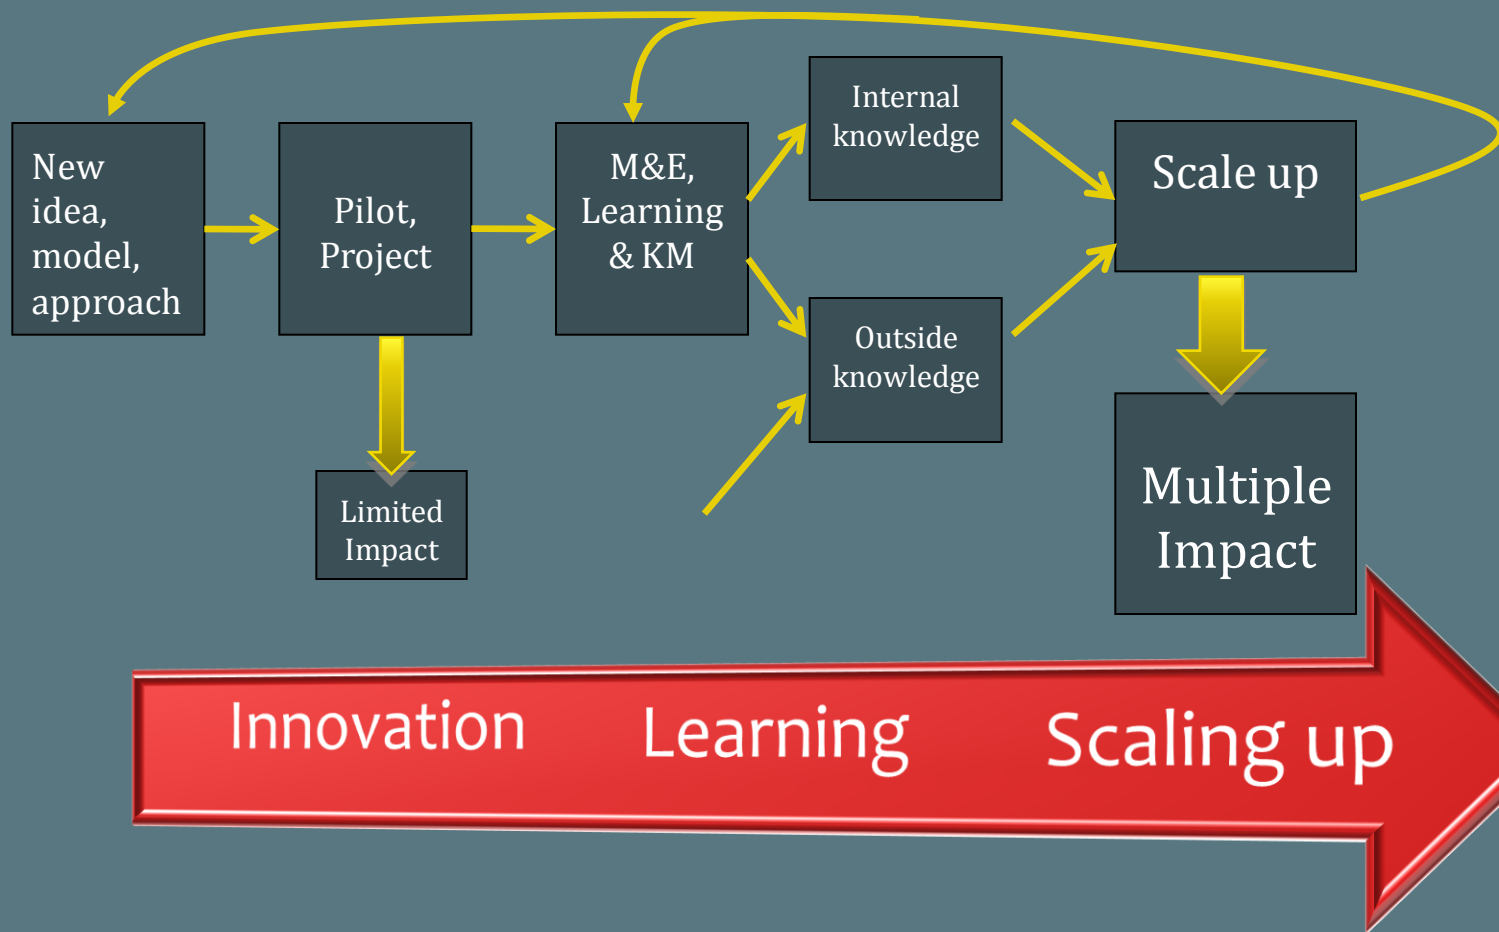 New
idea,
model,
approach
Pilot,
Project
M&E,
Learning
& KM
Internal
knowledge
Outside
knowledge
Scale up
Limited
Impact
Multiple
Impact
Innovation
Learning
Scaling up